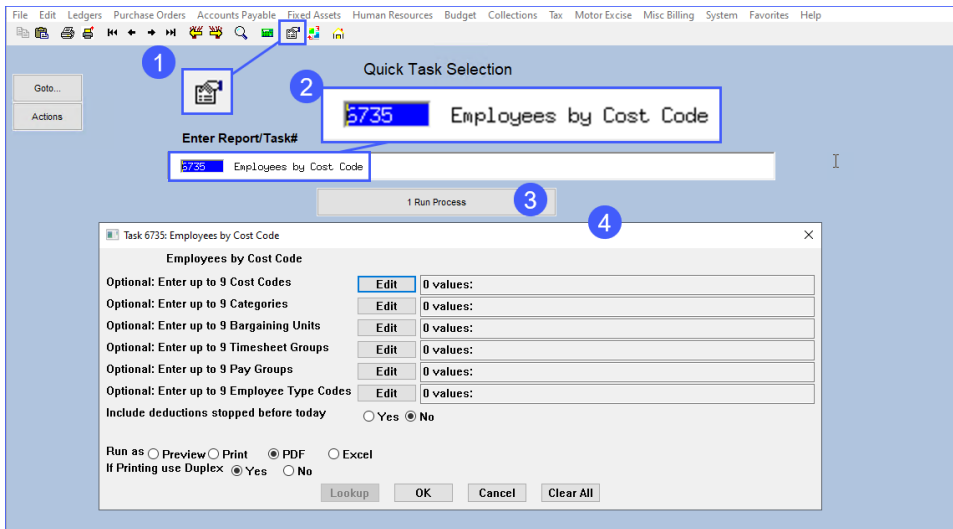 File Edit Ledgers Purchase Orders Accounts Payable Fixed Assets Human Resources Budget Collections Tax Motor Excise Misc Billing System Favorites Help
1
Quick Task Selection
Goto...
2
Actions
6735 Employees by Cost Code
Enter Report/Task#
6735 Employees by Cost Code
1 Run Process
3
4
Task 6735: Employees by Cost Code
Employees by Cost Code
Optional: Enter up to 9 Cost Codes Edit 0 values:
Optional: Enter up to 9 Categories Edit 0 values:
Optional: Enter up to 9 Bargaining Units Edit 0 values:
Optional: Enter up to 9 Timesheet Groups Edit 0 values:
Optional: Enter up to 9 Pay Groups Edit 0 values:
Optional: Enter up to 9 Employee Type Codes Edit 0 values:
Include deductions stopped before today Yes No
Run as Preview Print PDF Excel
If Printing use Duplex Yes No
Lookup OK Cancel Clear All